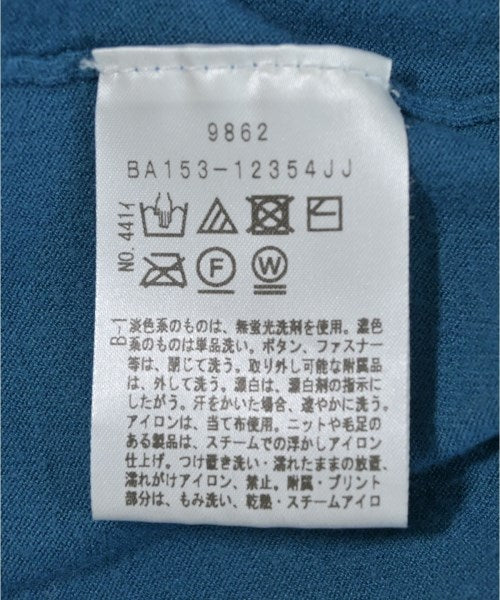 9862
BA153-12354JJ
NO.441イ
F W
B-1
淡色系のものは、無蛍光洗剤を使用。濃色
系のものは単品洗い。ボタン、ファスナー
等は、閉じて洗う。取り外し可能な附属品
は、外して洗う。漂白は、漂白剤の指示に
したがう。汗をかいた場合、速やかに洗う。
アイロンは、当て布使用。ニットや毛足の
ある製品は、スチームでの浮かしアイロン
仕上げ。つけ置き洗い・濡れたままの放置、
濡れがけアイロン、禁止。附属・プリント
部分は、もみ洗い、乾熱・スチームアイロ